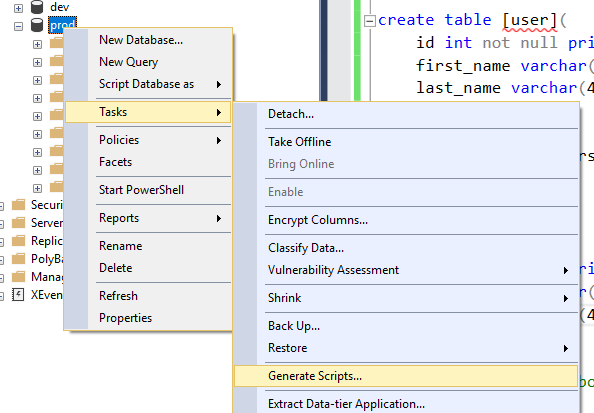 dev
prod
New Database...
New Query
Script Database as
Tasks
Policies
Facets
Start PowerShell
Reports
Rename
Delete
Refresh
Properties
Securi
Server
Replic
PolyBa
Manag
XEven
Detach...
Take Offline
Bring Online
Enable
Encrypt Columns...
Classify Data...
Vulnerability Assessment
Shrink
Back Up...
Restore
Generate Scripts...
Extract Data-tier Application...
create table [user](
id int not null pri
first_name varchar(
last_name varchar(4